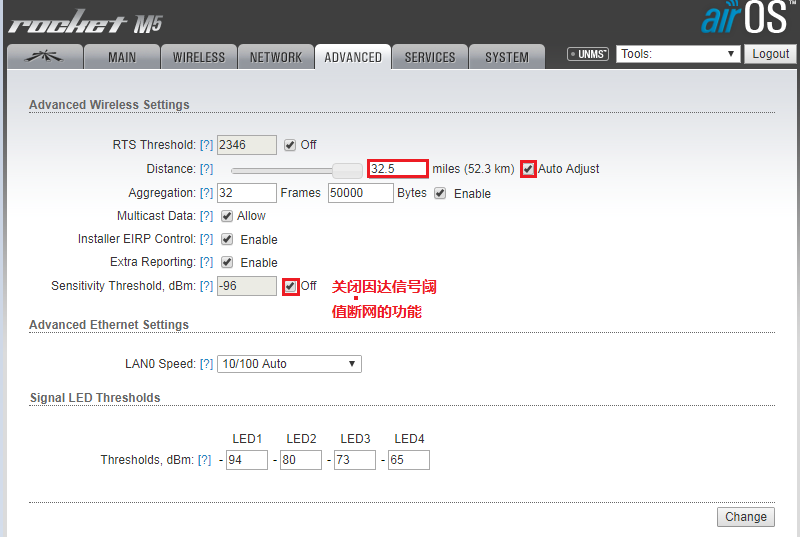 rocket M5
airOS™
MAIN WIRELESS NETWORK ADVANCED SERVICES SYSTEM UNMS Tools: Logout
Advanced Wireless Settings
RTS Threshold: [?] 2346 Off
Distance: [?] 32.5 miles (52.3 km) Auto Adjust
Aggregation: [?] 32 Frames 50000 Bytes Enable
Multicast Data: [?] Allow
Installer EIRP Control: [?] Enable
Extra Reporting: [?] Enable
Sensitivity Threshold, dBm: [?] -96 Off
关闭因达信号阈
值断网的功能
Advanced Ethernet Settings
LAN0 Speed: [?] 10/100 Auto
Signal LED Thresholds
LED1 LED2 LED3 LED4
Thresholds, dBm: [?] - 94 - 80 - 73 - 65
Change